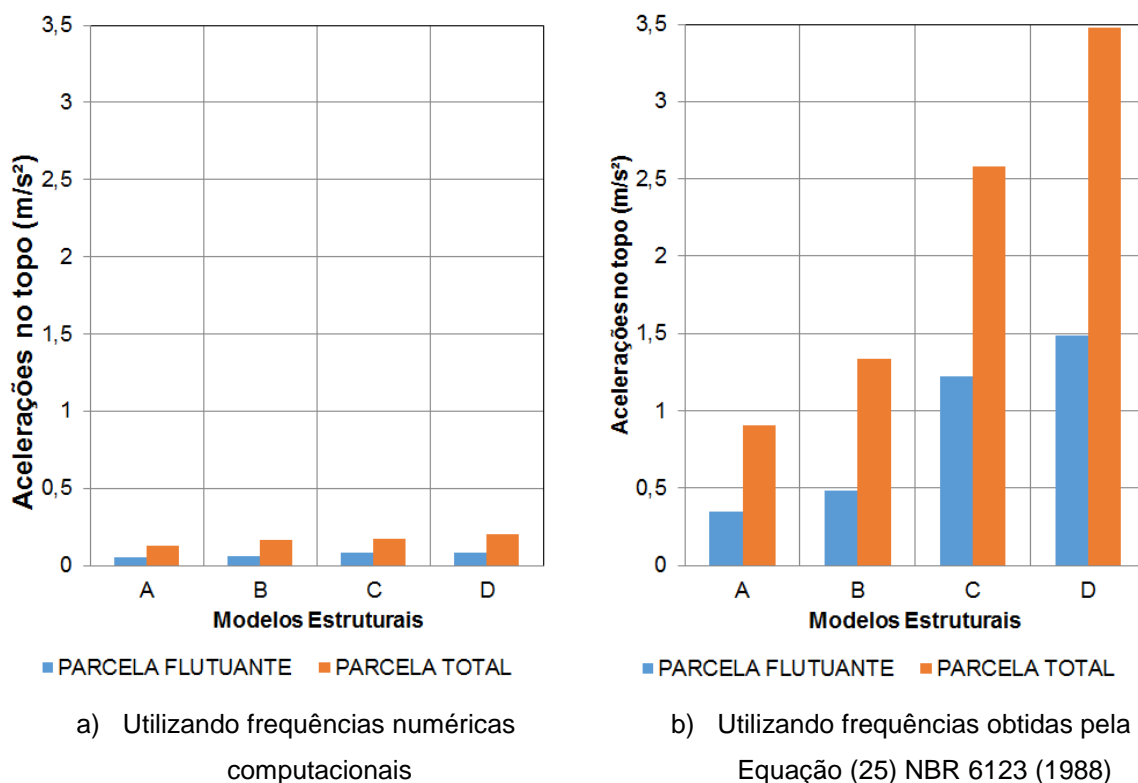 Acelerações no topo (m/s²)
3,5
3
2,5
2
1,5
1
0,5
0
A B C D
Modelos Estruturais
PARCELA FLUTUANTE PARCELA TOTAL
a) Utilizando frequências numéricas
computacionais
Acelerações no topo (m/s²)
3,5
3
2,5
2
1,5
1
0,5
0
A B C D
Modelos Estruturais
PARCELA FLUTUANTE PARCELA TOTAL
b) Utilizando frequências obtidas pela
Equação (25) NBR 6123 (1988)